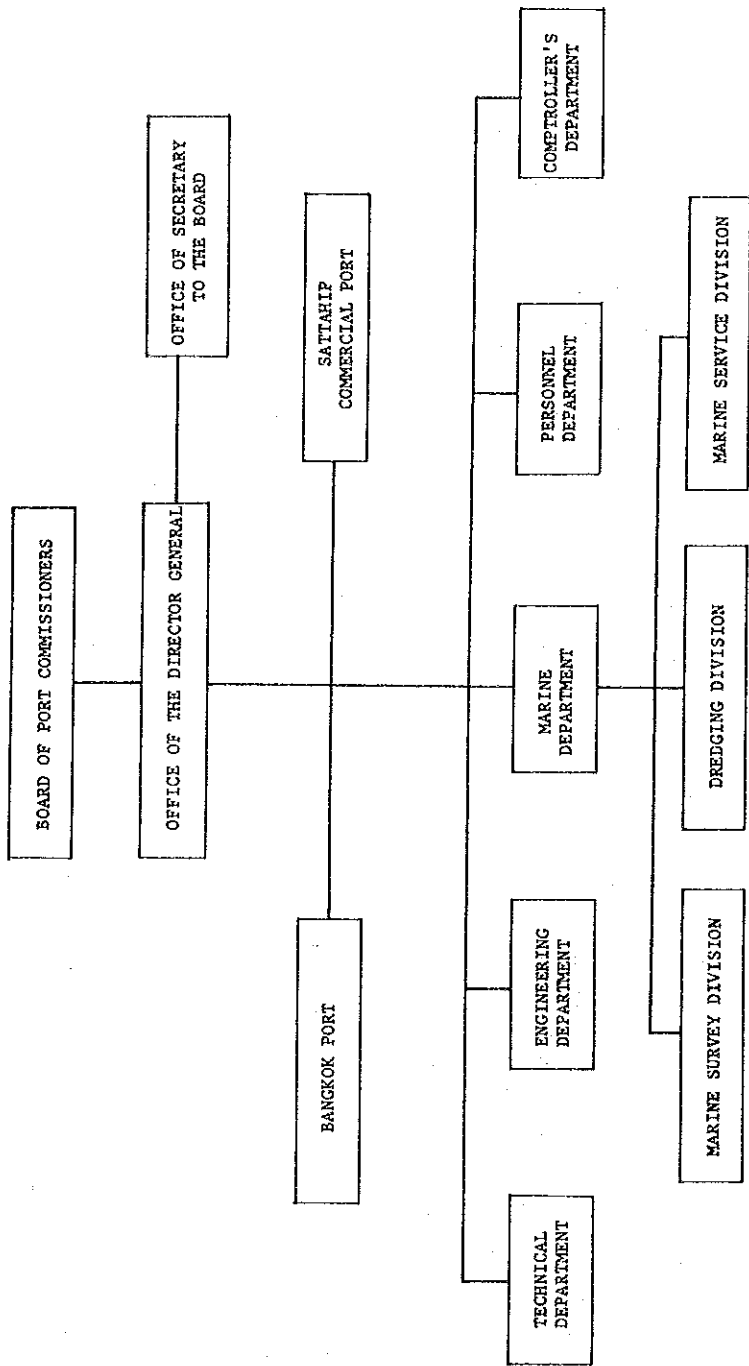 BOARD OF PORT COMMISSIONERS
OFFICE OF THE DIRECTOR GENERAL
OFFICE OF SECRETARY
TO THE BOARD
BANGKOK PORT
SATTAHIP
COMMERCIAL PORT
TECHNICAL
DEPARTMENT
ENGINEERING
DEPARTMENT
MARINE
DEPARTMENT
PERSONNEL
DEPARTMENT
COMPTROLLER'S
DEPARTMENT
MARINE SURVEY DIVISION
DREDGING DIVISION
MARINE SERVICE DIVISION